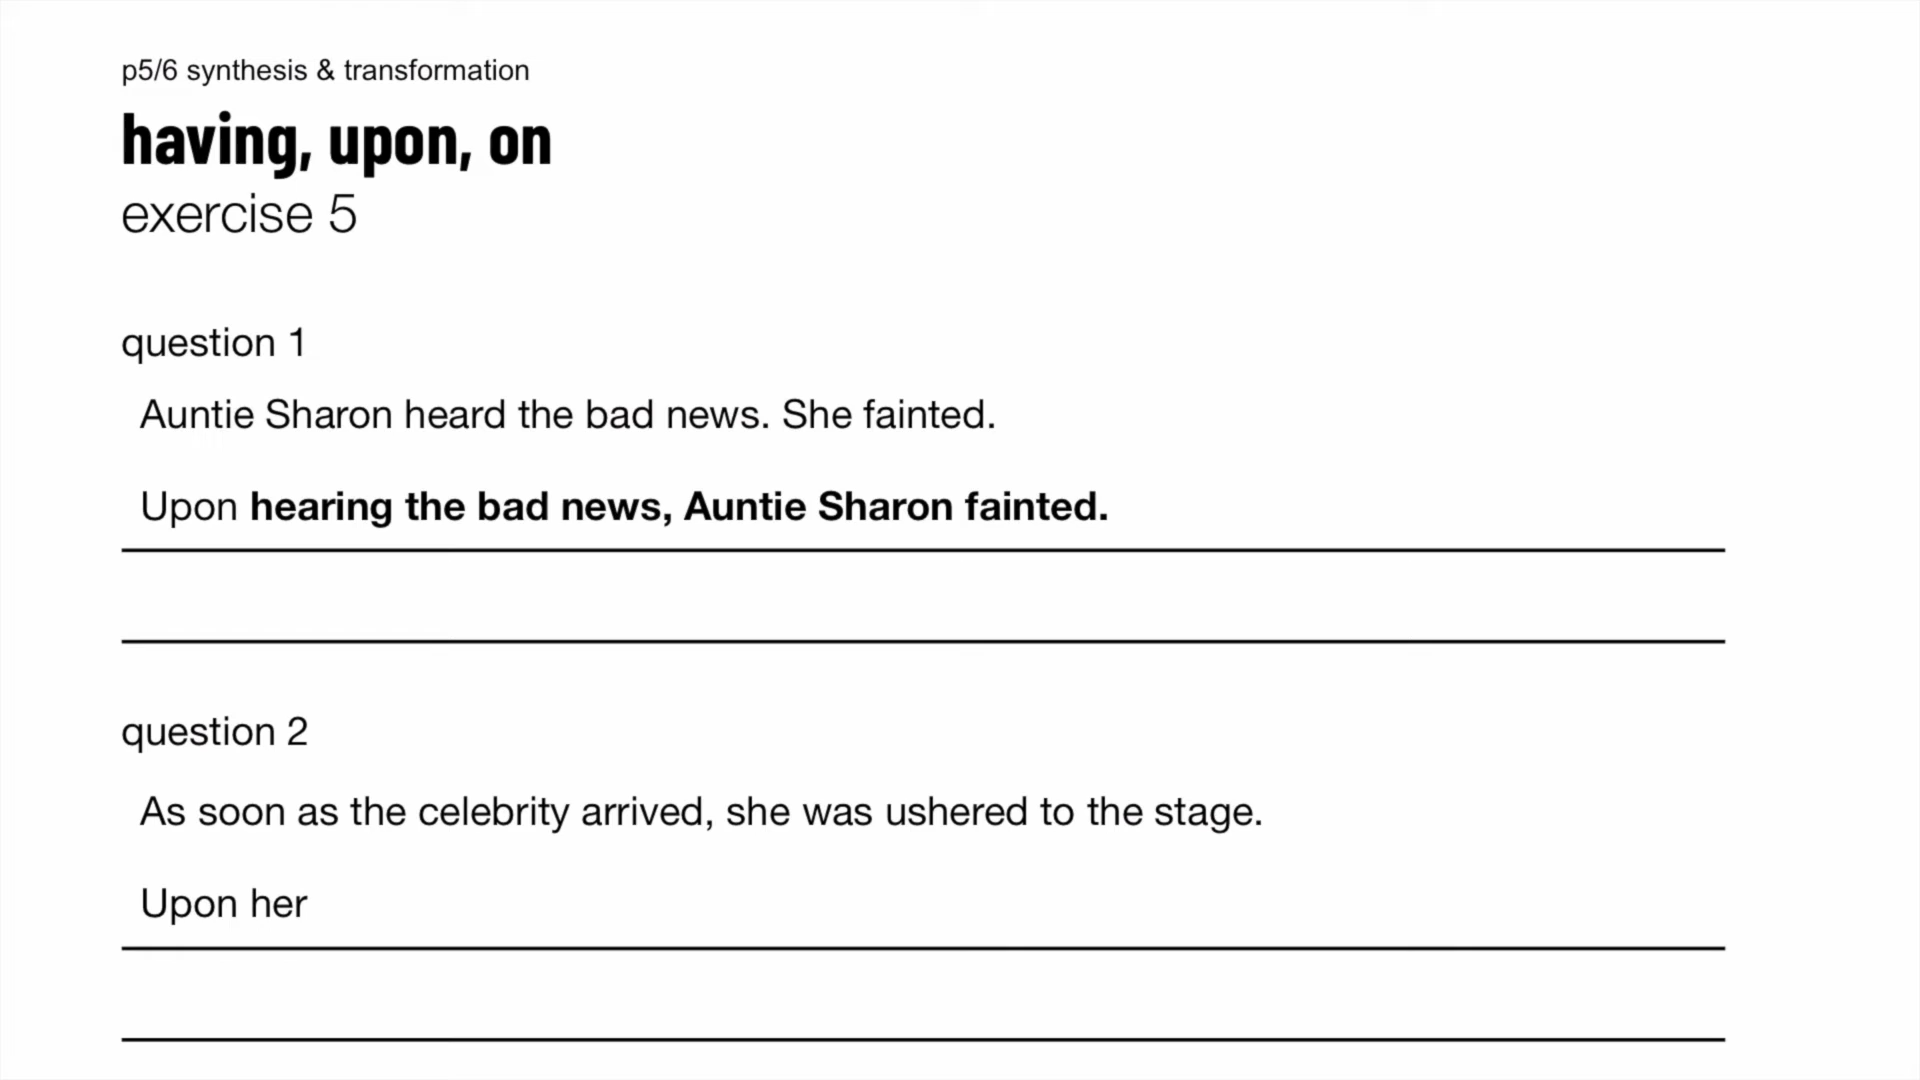 p5/6 synthesis & transformation
having, upon, on
exercise 5
question 1
Auntie Sharon heard the bad news. She fainted.
Upon hearing the bad news, Auntie Sharon fainted.
question 2
As soon as the celebrity arrived, she was ushered to the stage.
Upon her